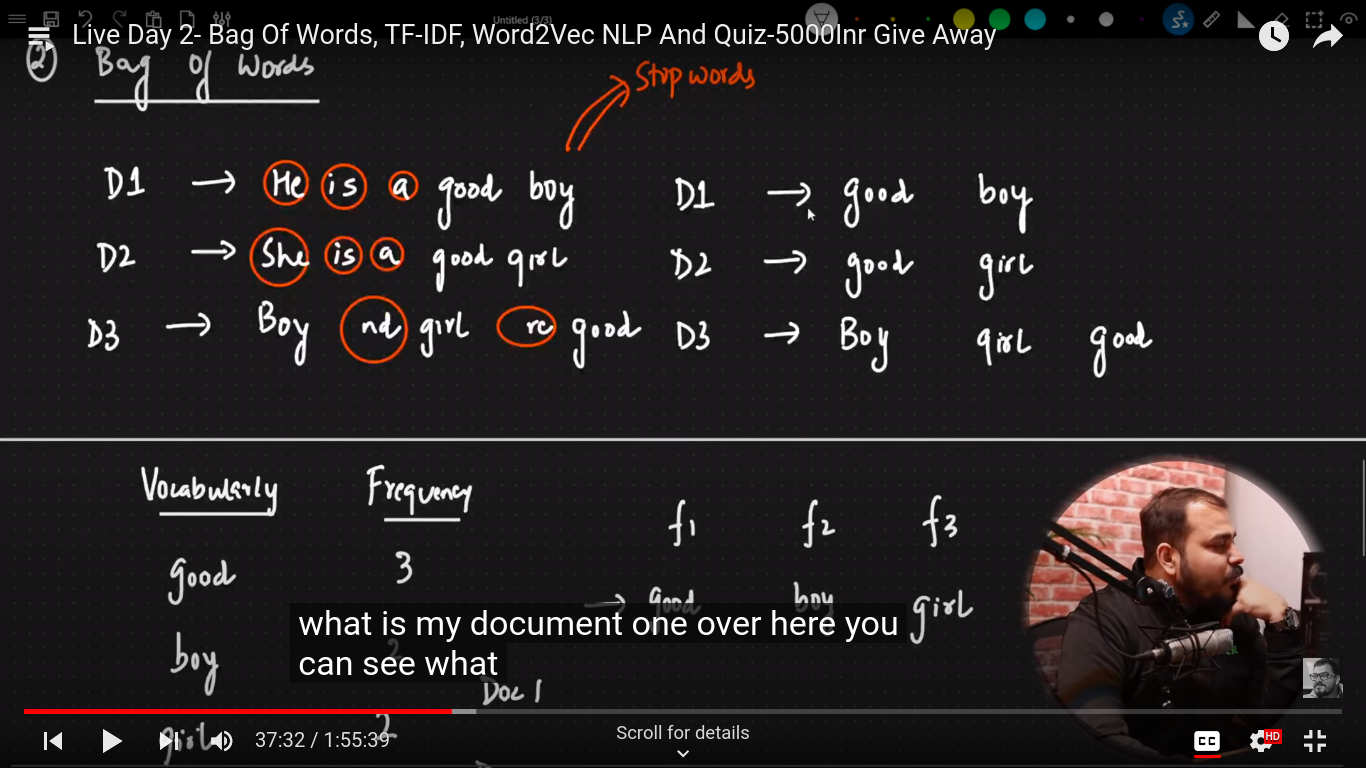 Untitled (3/3)
Live Day 2- Bag Of Words, TF-IDF, Word2Vec NLP And Quiz-5000Inr Give Away
2 Bag Of Words
Stop words
D1 → He is a good boy D1 → good boy
D2 → She is a good girl D2 → good girl
D3 → Boy nd girl re good D3 → Boy girl good
Vocabularly Frequency f1 f2 f3
good 3
→ good boy girl
what is my document one over here you
can see what
boy
Doc 1
girl 2
37:32 / 1:55:39
Scroll for details
CC
HD